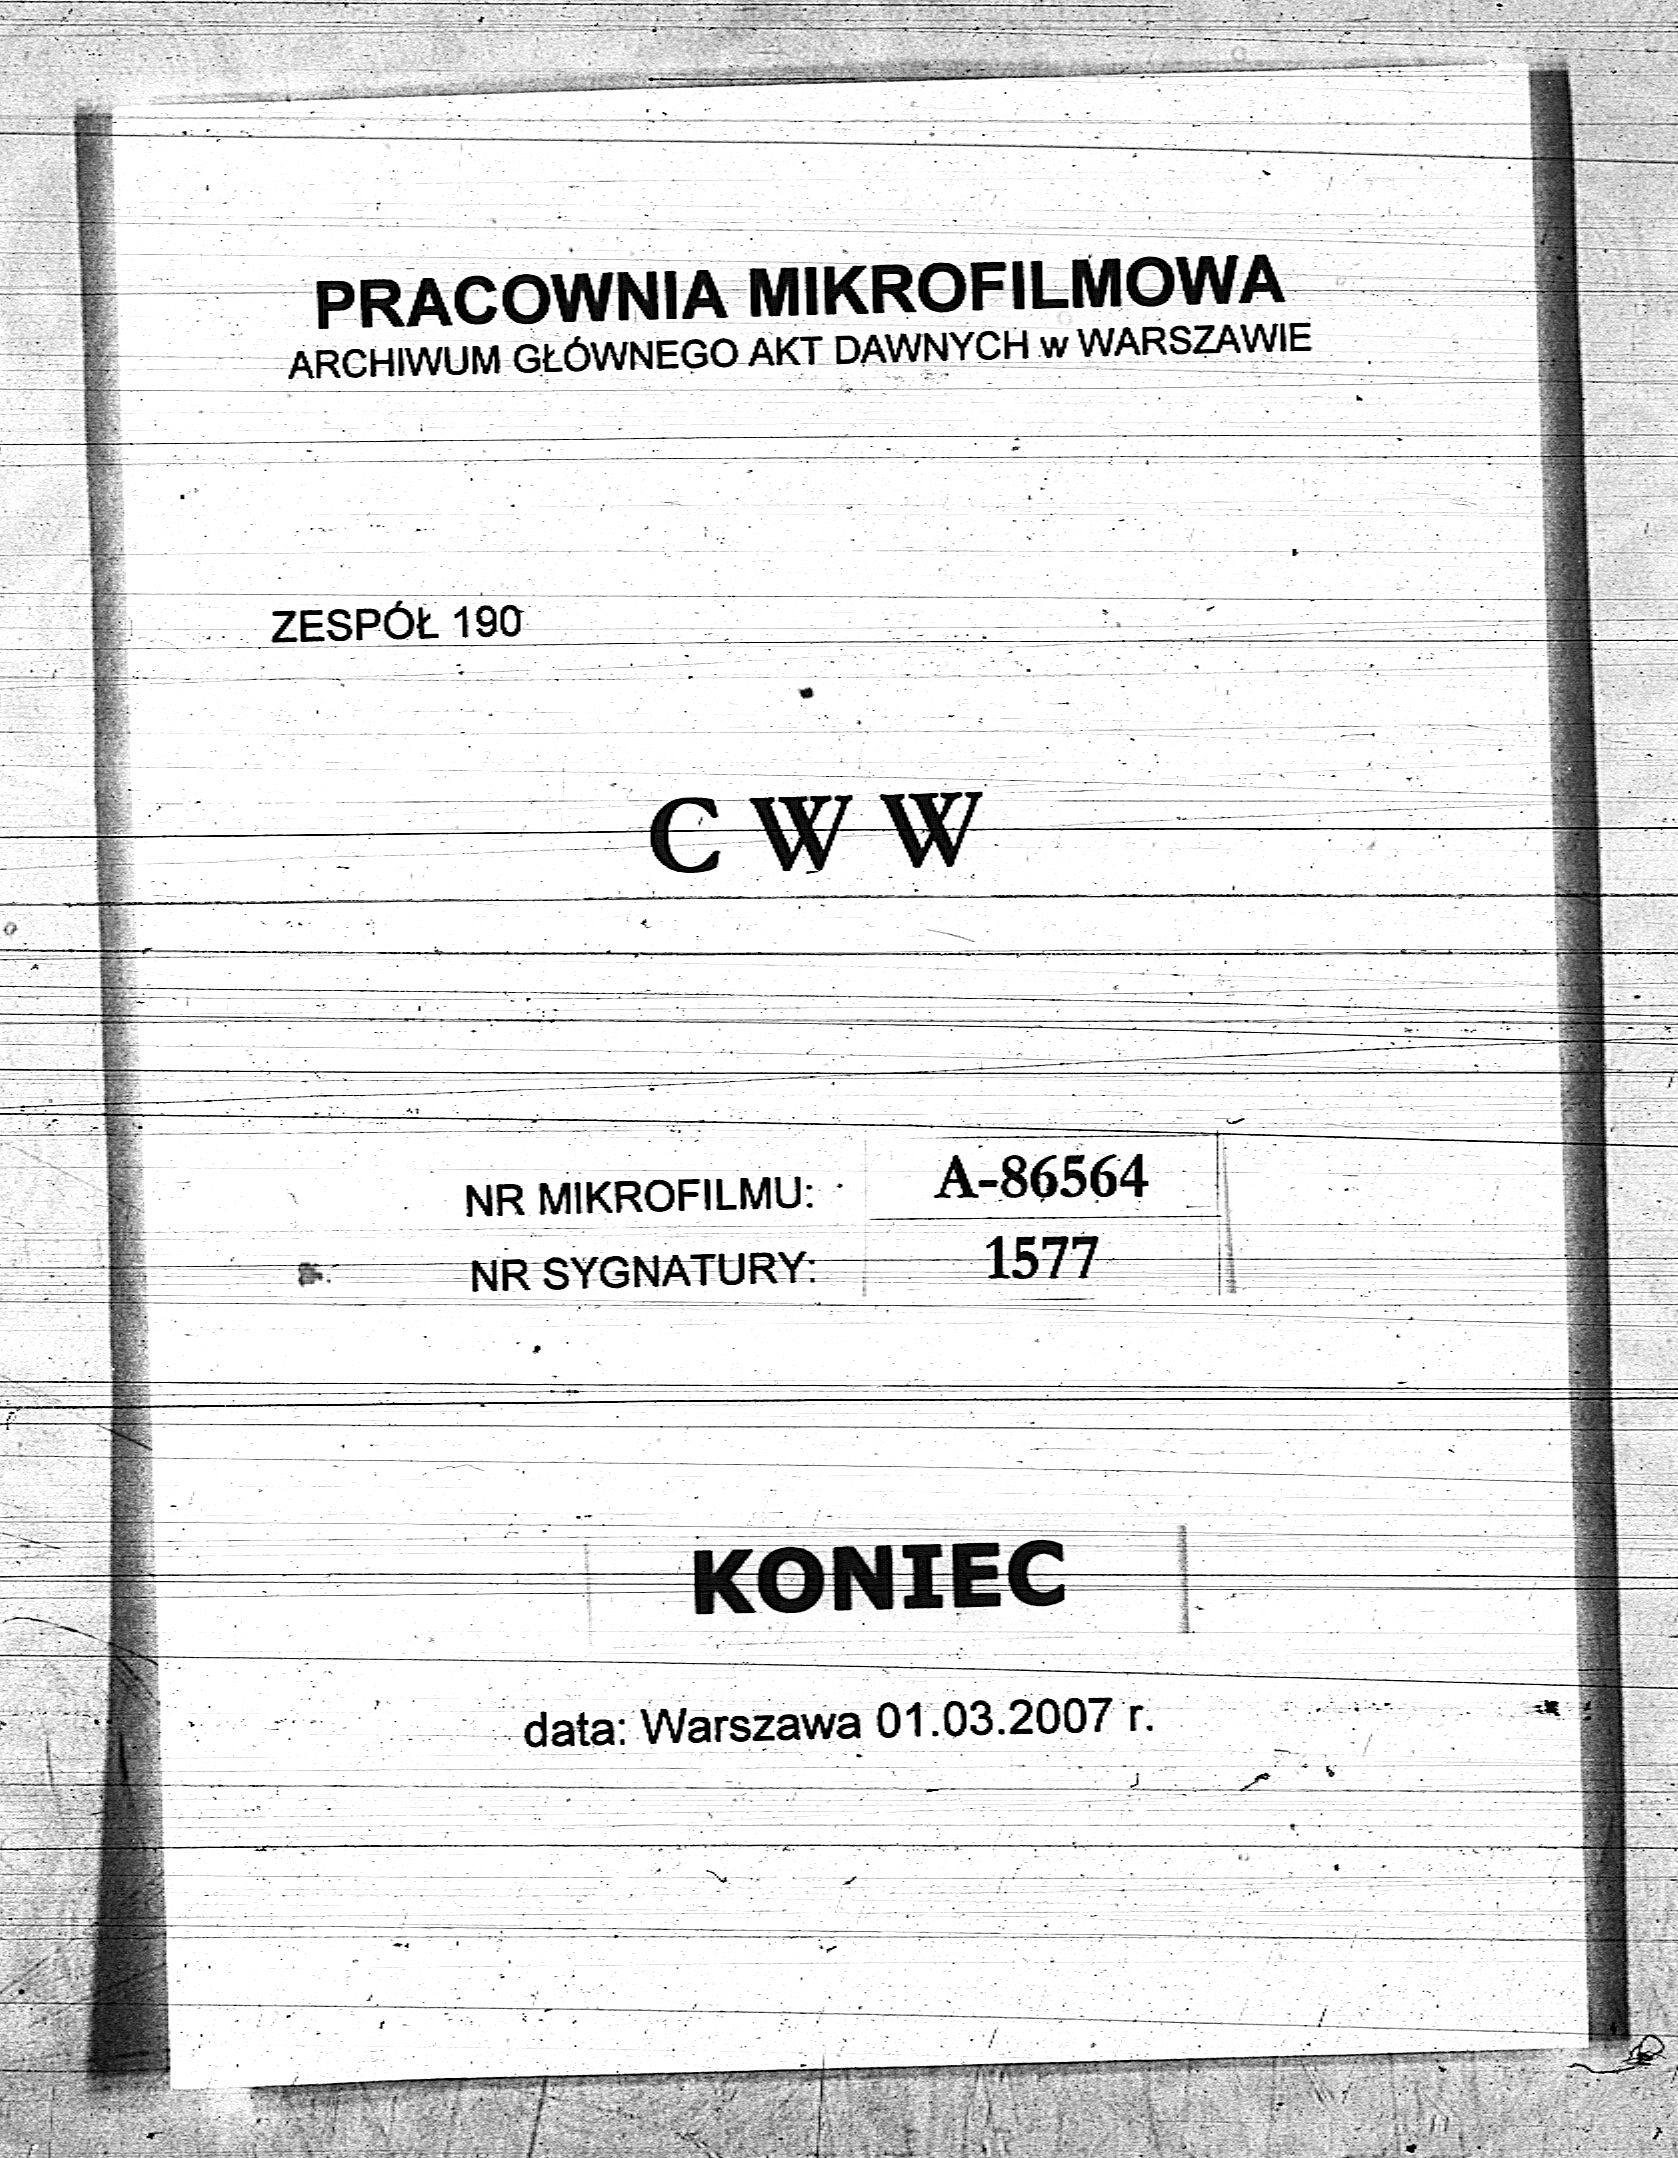 PRACOWNIA MIKROFILMOWA
ARCHIWUM GŁÓWNEGO AKT DAWNYCH w WARSZAWIE
ZESPÓŁ 190
C W W
NR MIKROFILMU: A-86564
NR SYGNATURY: 1577
KONIEC
data: Warszawa 01.03.2007 r.